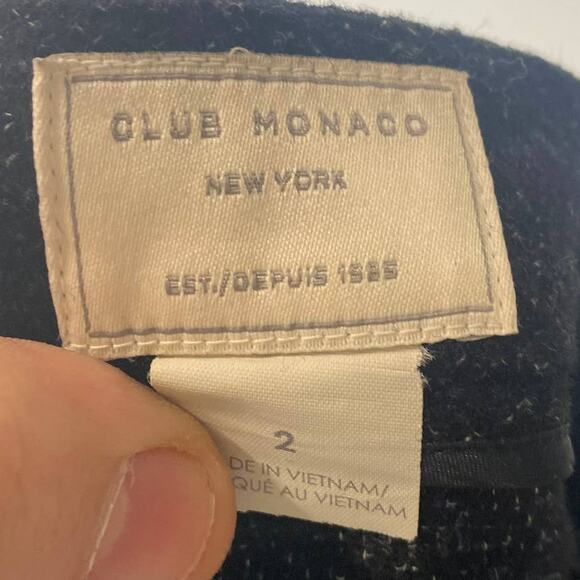 CLUB MONACO
NEW YORK
EST./DEPUIS 1985
2
DE IN VIETNAM/
QUÉ AU VIETNAM